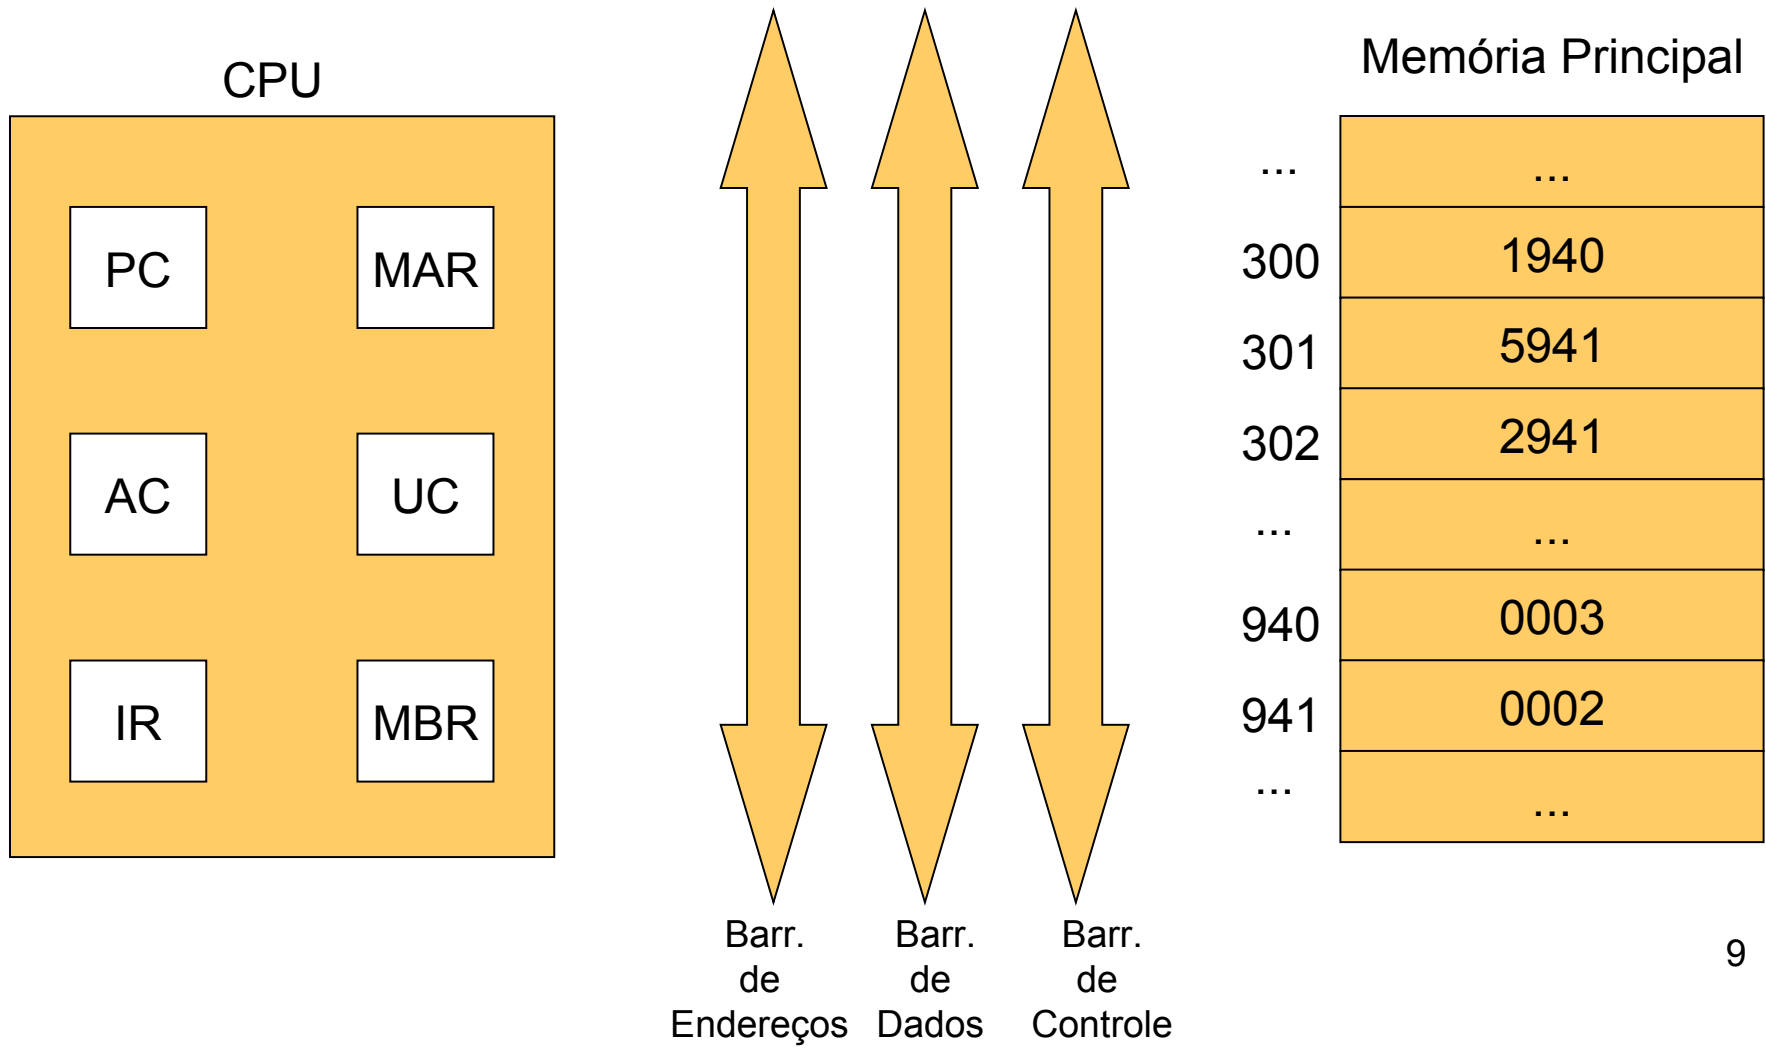 CPU
PC
MAR
AC
UC
IR
MBR
Barr.
de
Endereços
Barr.
de
Dados
Barr.
de
Controle
Memória Principal
... ...
300 1940
301 5941
302 2941
... ...
940 0003
941 0002
... ...
9